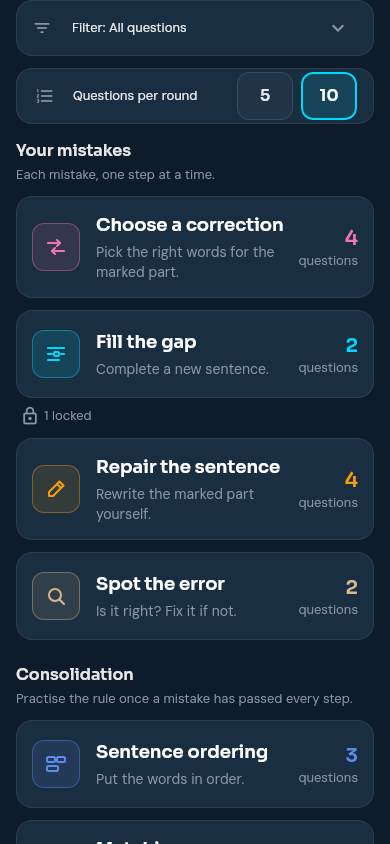 Filter: All questions
Questions per round
5
10
Your mistakes
Each mistake, one step at a time.
Choose a correction
Pick the right words for the
marked part.
4
questions
Fill the gap
Complete a new sentence.
2
questions
1 locked
Repair the sentence
Rewrite the marked part
yourself.
4
questions
Spot the error
Is it right? Fix it if not.
2
questions
Consolidation
Practise the rule once a mistake has passed every step.
Sentence ordering
Put the words in order.
3
questions